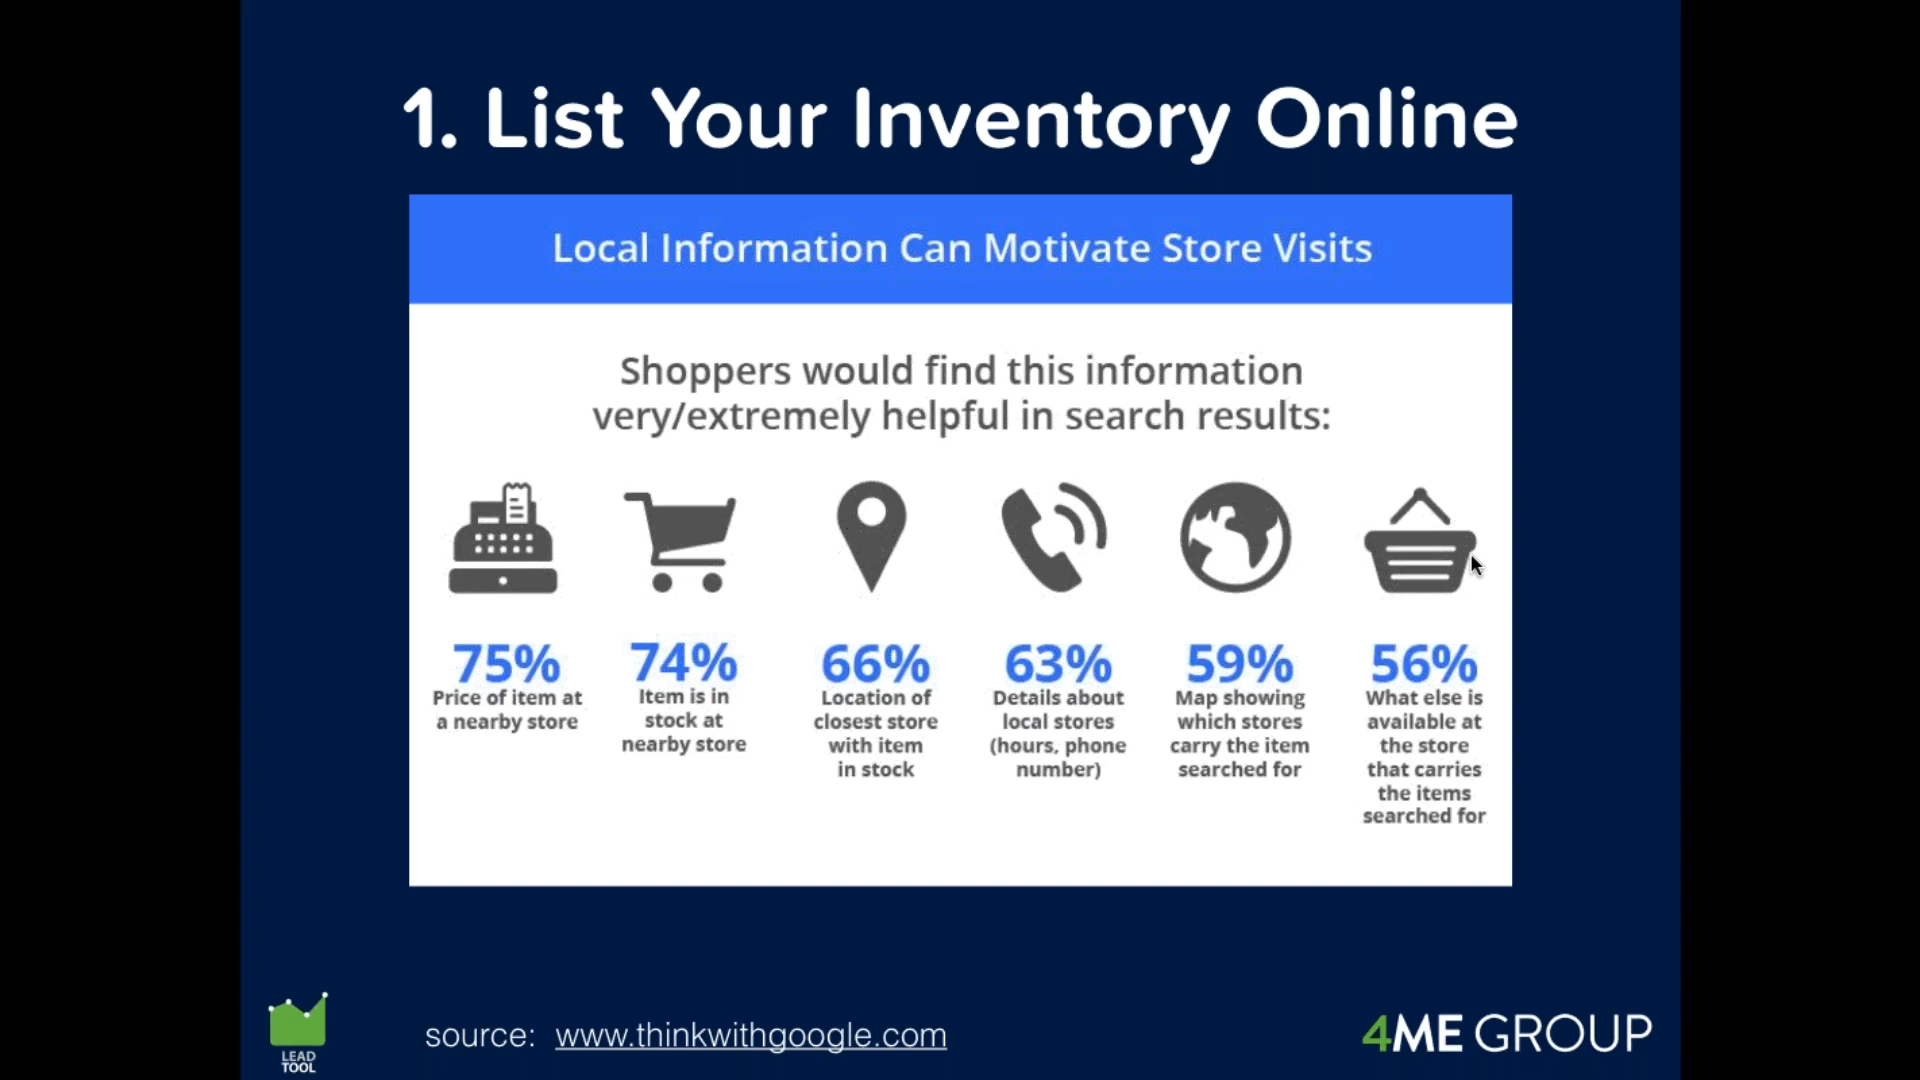 1. List Your Inventory Online
Local Information Can Motivate Store Visits
Shoppers would find this information
very/extremely helpful in search results:
75%
Price of item at
a nearby store
74%
Item is in
stock at
nearby store
66%
Location of
closest store
with item
in stock
63%
Details about
local stores
(hours, phone
number)
59%
Map showing
which stores
carry the item
searched for
56%
What else is
available at
the store
that carries
the items
searched for
LEAD
TOOL
source: www.thinkwithgoogle.com
4ME GROUP